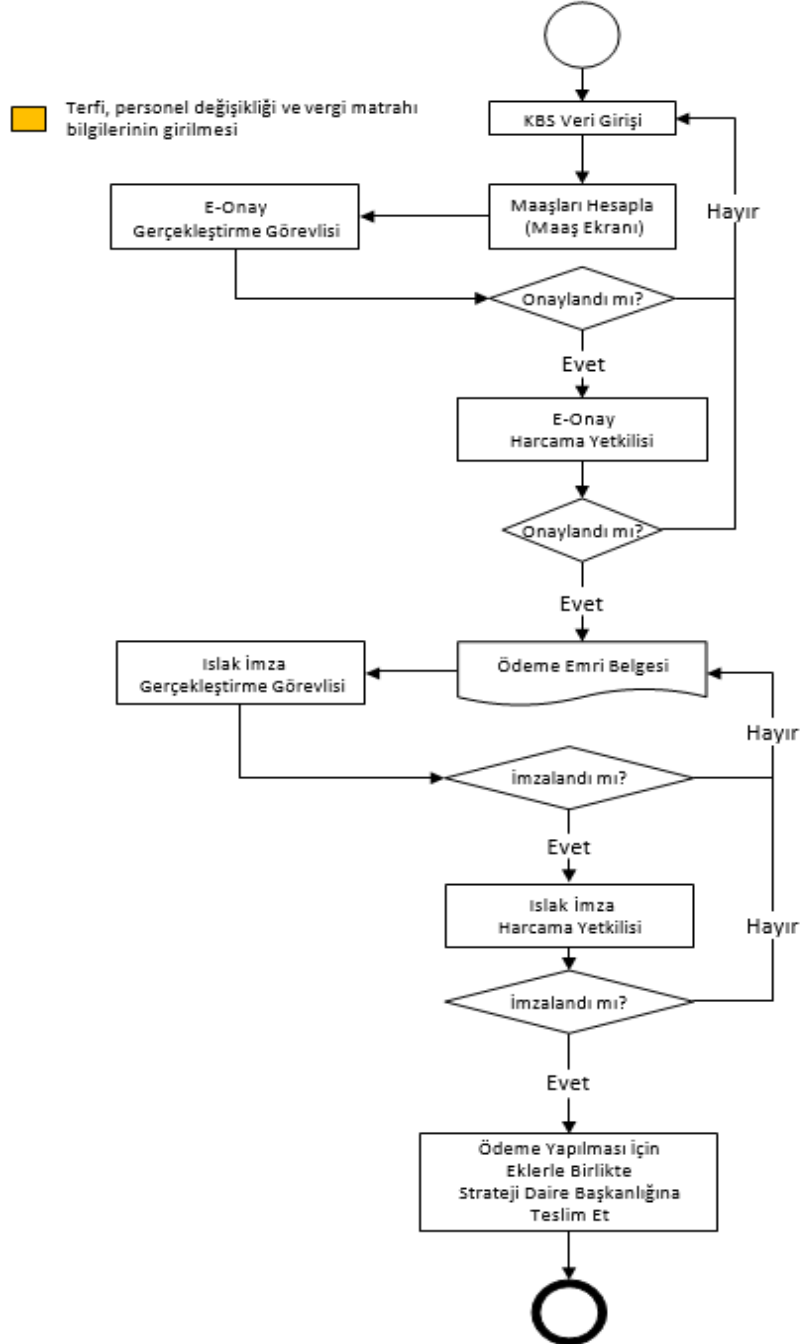 Terfi, personel değişikliği ve vergi matrahı
bilgilerinin girilmesi
KBS Veri Girişi
Maaşları Hesapla
(Maaş Ekranı)
Hayır
E-Onay
Gerçekleştirme Görevlisi
Onaylandı mı?
Evet
E-Onay
Harcama Yetkilisi
Onaylandı mı?
Evet
Ödeme Emri Belgesi
Islak İmza
Gerçekleştirme Görevlisi
Hayır
İmzalandı mı?
Evet
Islak İmza
Harcama Yetkilisi
Hayır
İmzalandı mı?
Evet
Ödeme Yapılması İçin
Eklerle Birlikte
Strateji Daire Başkanlığına
Teslim Et